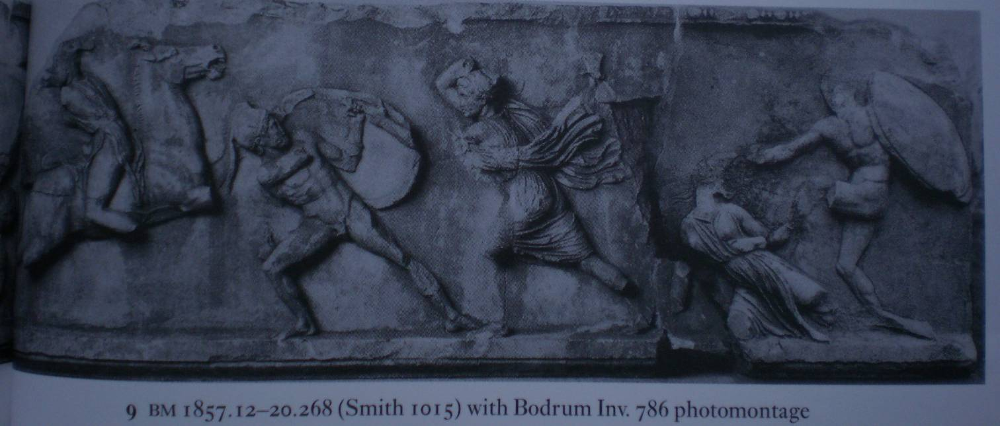 9 BM 1857.12–20.268 (Smith 1015) with Bodrum Inv. 786 photomontage